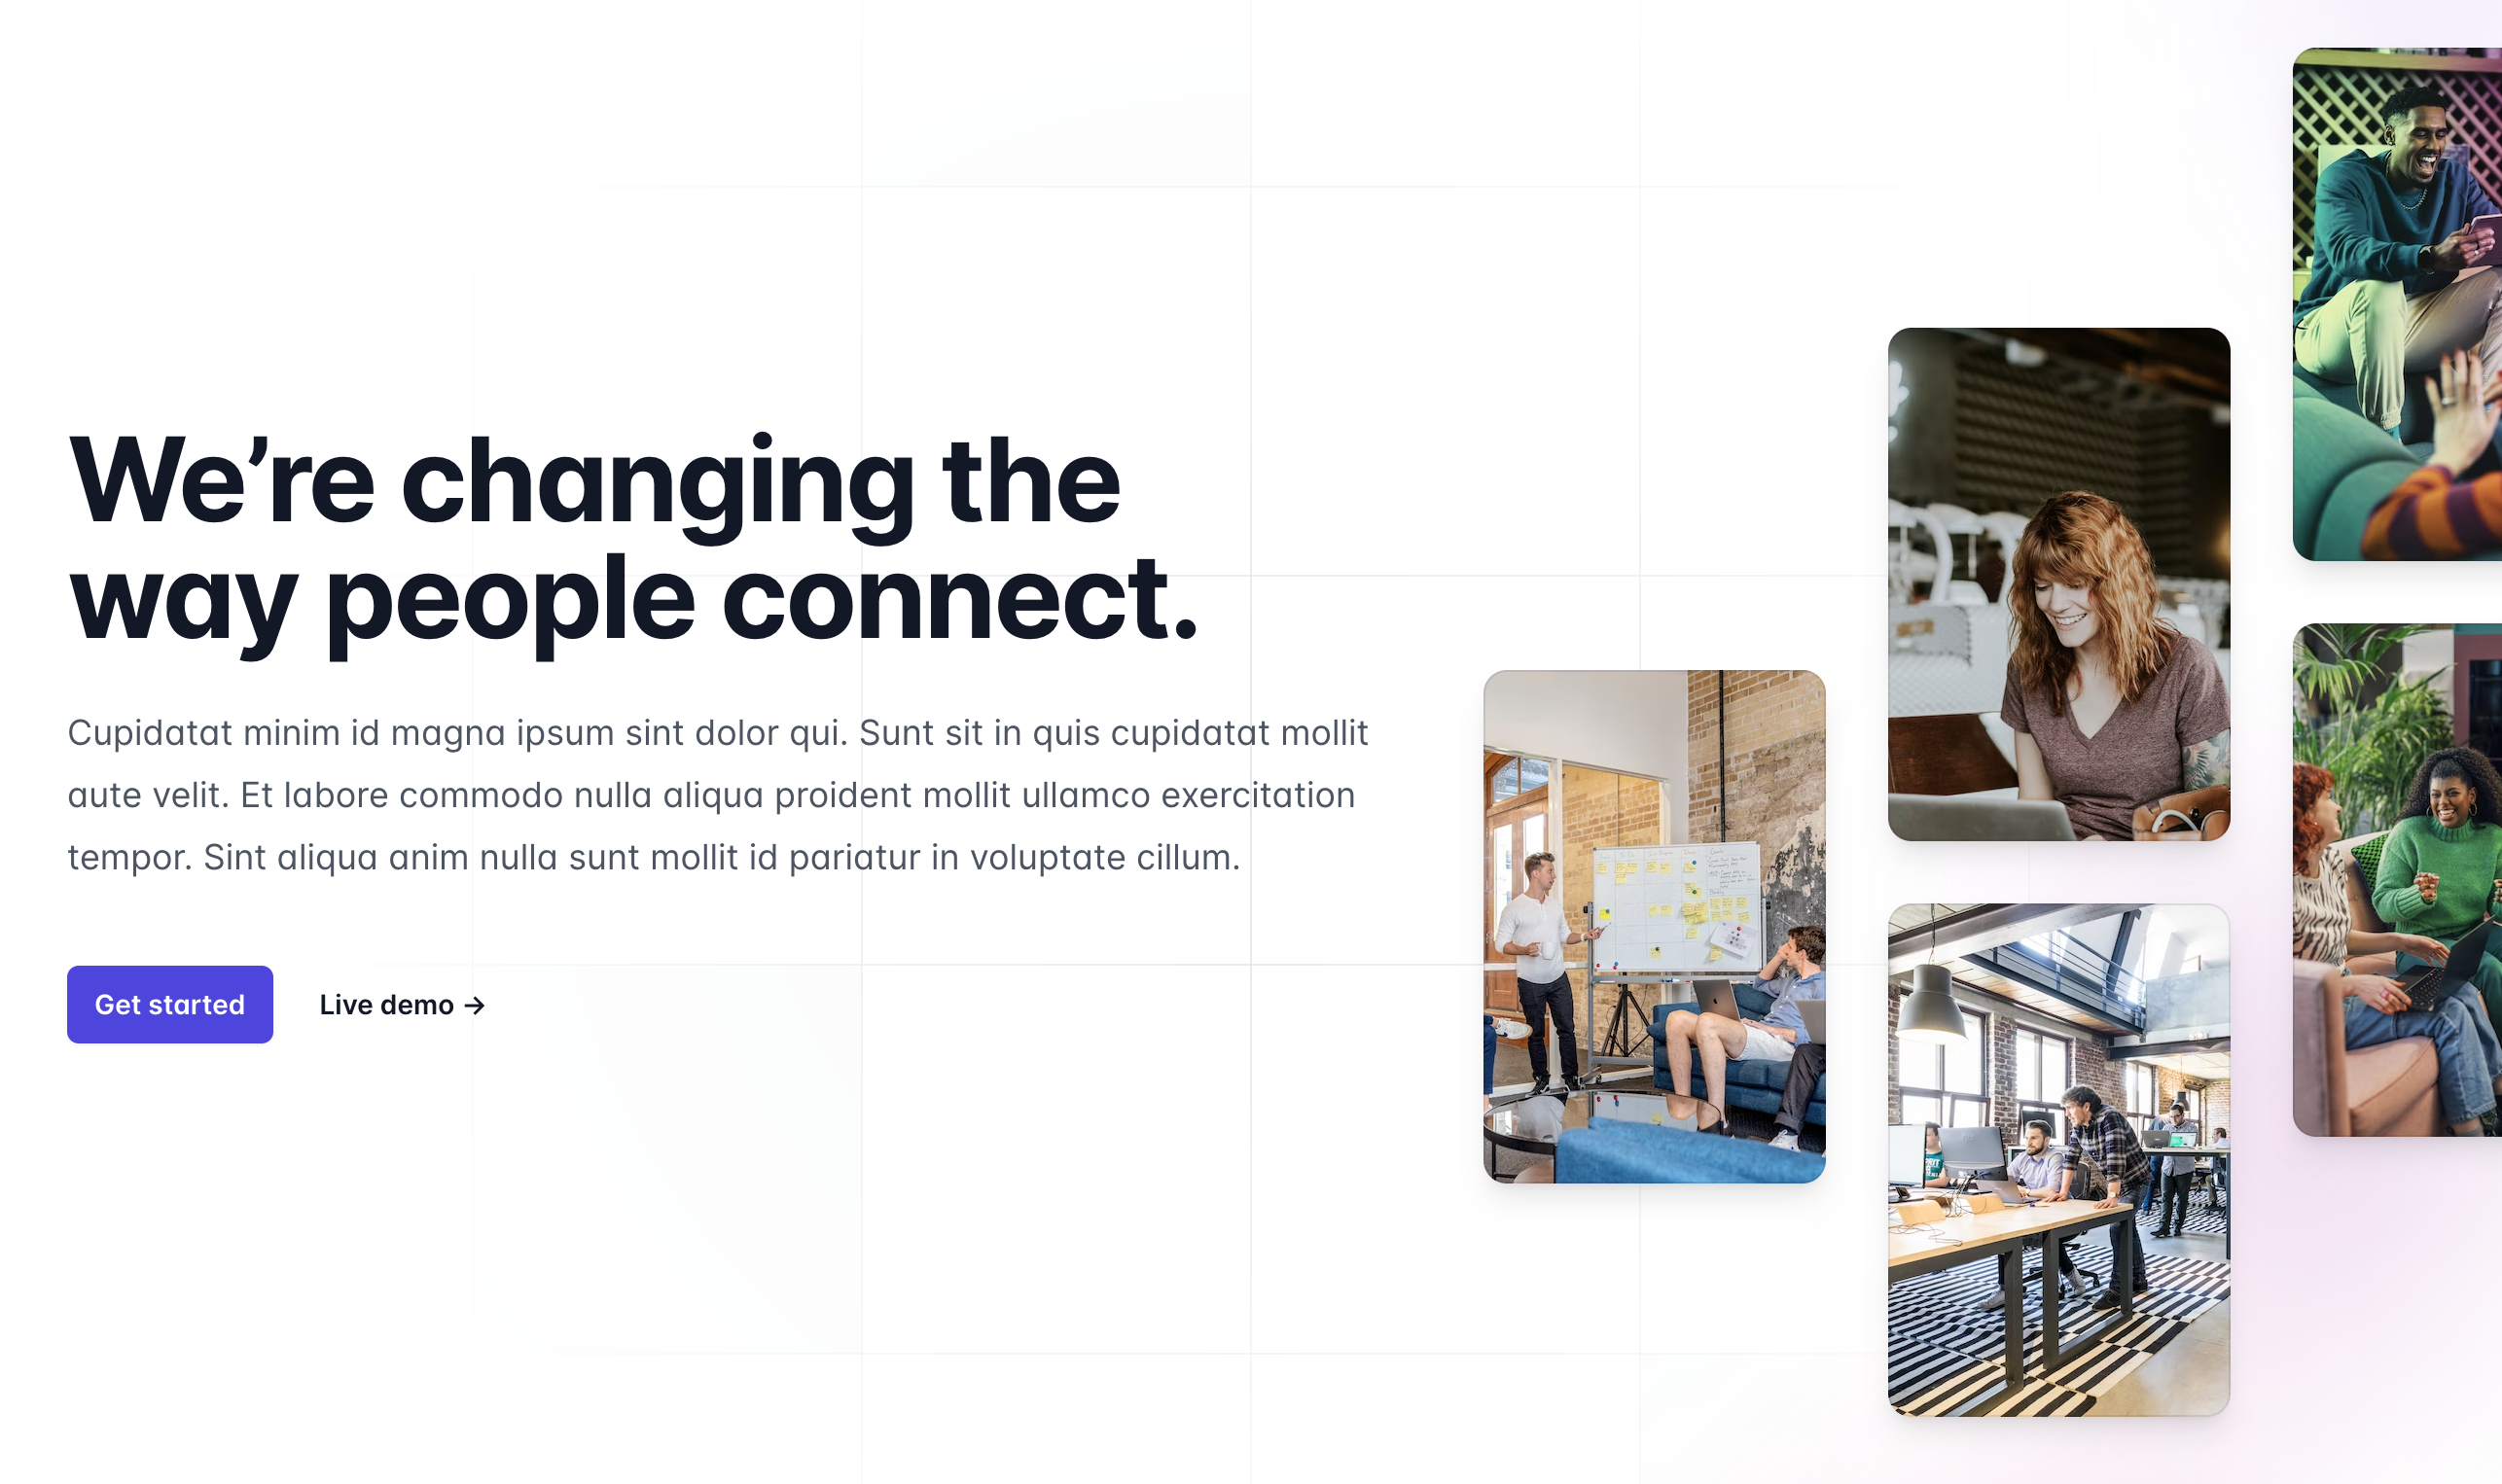 We’re changing the
way people connect.
Cupidatat minim id magna ipsum sint dolor qui. Sunt sit in quis cupidatat mollit
aute velit. Et labore commodo nulla aliqua proident mollit ullamco exercitation
tempor. Sint aliqua anim nulla sunt mollit id pariatur in voluptate cillum.
Get started
Live demo →